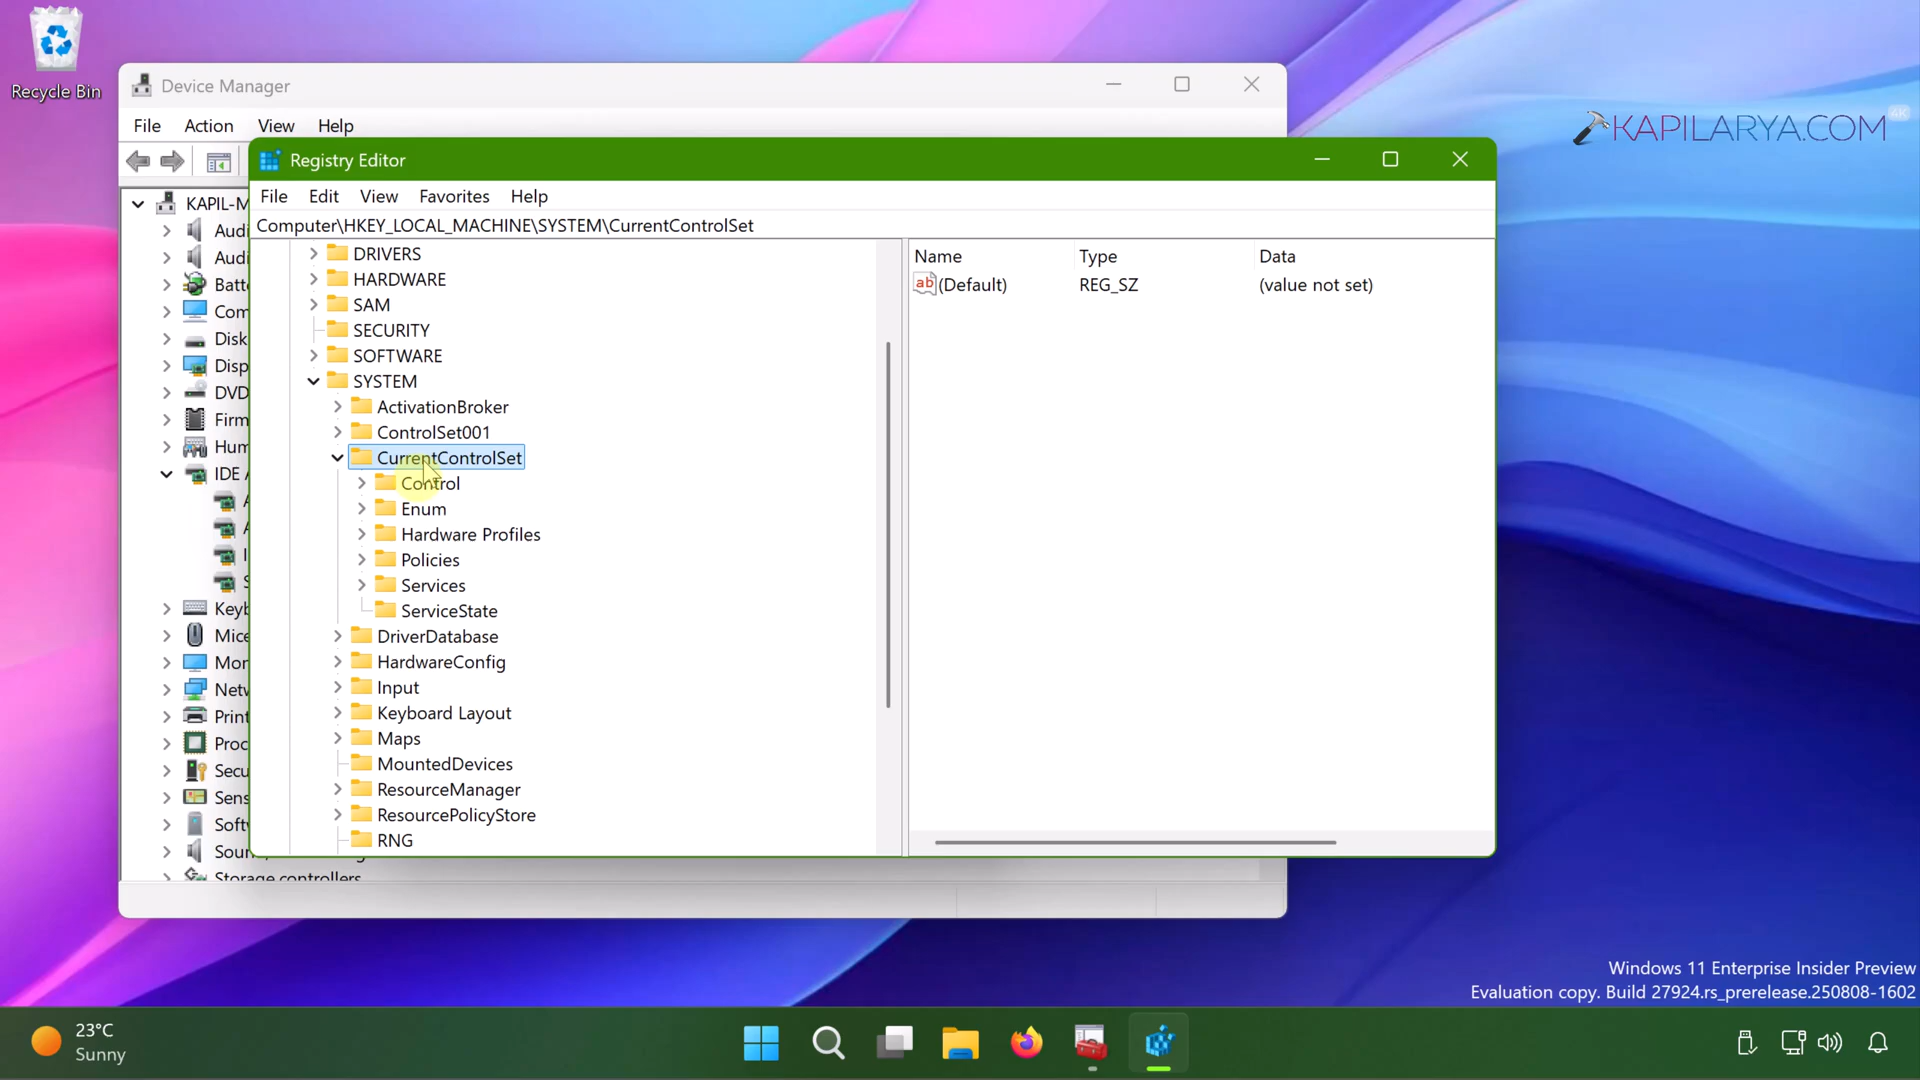 Recycle Bin
Device Manager
File Action View Help
KAPILARYA.COM
4K
Registry Editor
File Edit View Favorites Help
Computer\HKEY_LOCAL_MACHINE\SYSTEM\CurrentControlSet
KAPIL-M
Audi
Audi
Batt
Com
Disk
Disp
DVD
Firm
Hum
IDE A
Keyb
Mice
Mon
Netw
Print
Proc
Secu
Sens
Softw
Soun
Storage controllers
DRIVERS
HARDWARE
SAM
SECURITY
SOFTWARE
SYSTEM
ActivationBroker
ControlSet001
CurrentControlSet
Control
Enum
Hardware Profiles
Policies
Services
ServiceState
DriverDatabase
HardwareConfig
Input
Keyboard Layout
Maps
MountedDevices
ResourceManager
ResourcePolicyStore
RNG
Name Type Data
(Default) REG_SZ (value not set)
Windows 11 Enterprise Insider Preview
Evaluation copy. Build 27924.rs_prerelease.250808-1602
23°C
Sunny